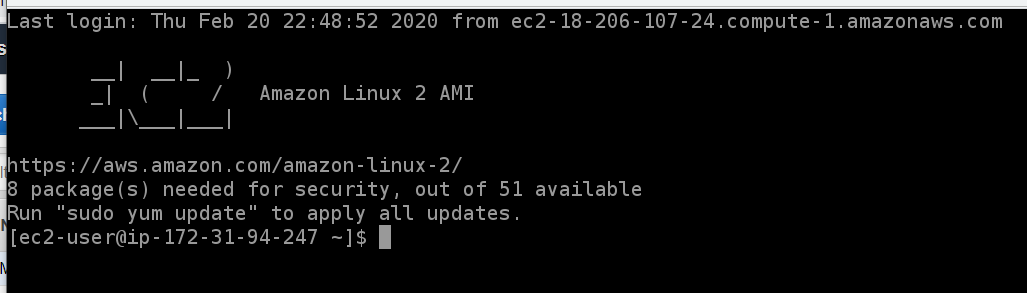 Last login: Thu Feb 20 22:48:52 2020 from ec2-18-206-107-24.compute-1.amazonaws.com
       __|  __|_  )
       _|  (     /   Amazon Linux 2 AMI
      ___|\___|___|
https://aws.amazon.com/amazon-linux-2/
8 package(s) needed for security, out of 51 available
Run "sudo yum update" to apply all updates.
[ec2-user@ip-172-31-94-247 ~]$